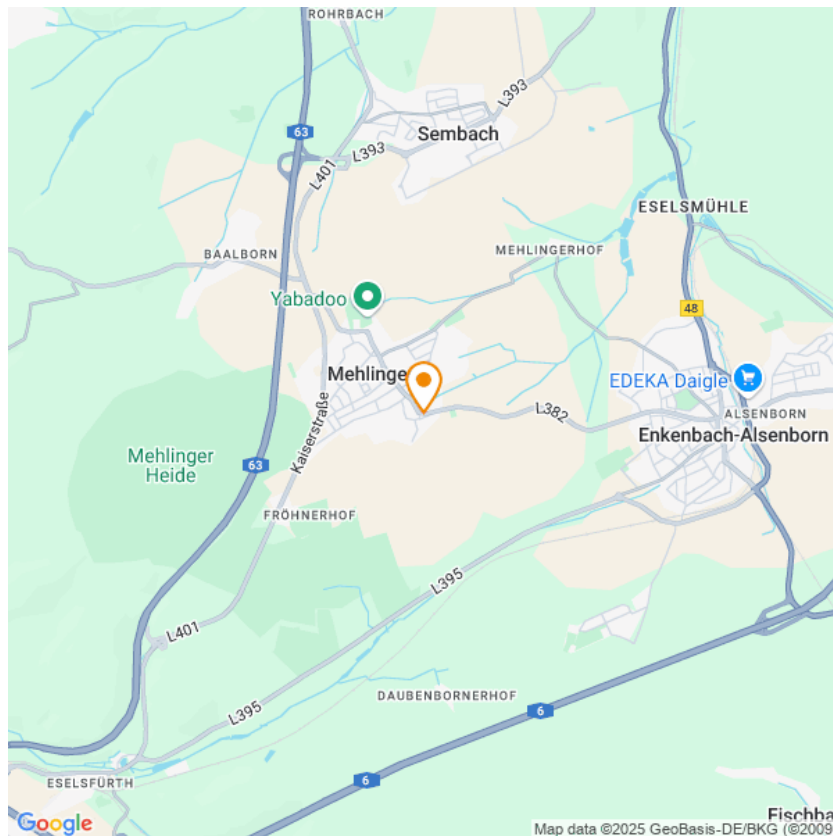 ROHRBACH
L393
Sembach
63
L393
L401
ESELSMÜHLE
BAALBORN
MEHLINGERHOF
Yabadoo
48
Mehlinge
EDEKA Daigle
L382
ALSENBORN
Kaiserstraße
Enkenbach-Alsenborn
Mehlinger
Heide
63
FRÖHNERHOF
L395
L401
DAUBENBORNERHOF
L395
6
6
ESELSFÜRTH
Fischba
Google
Map data ©2025 GeoBasis-DE/BKG (©2009